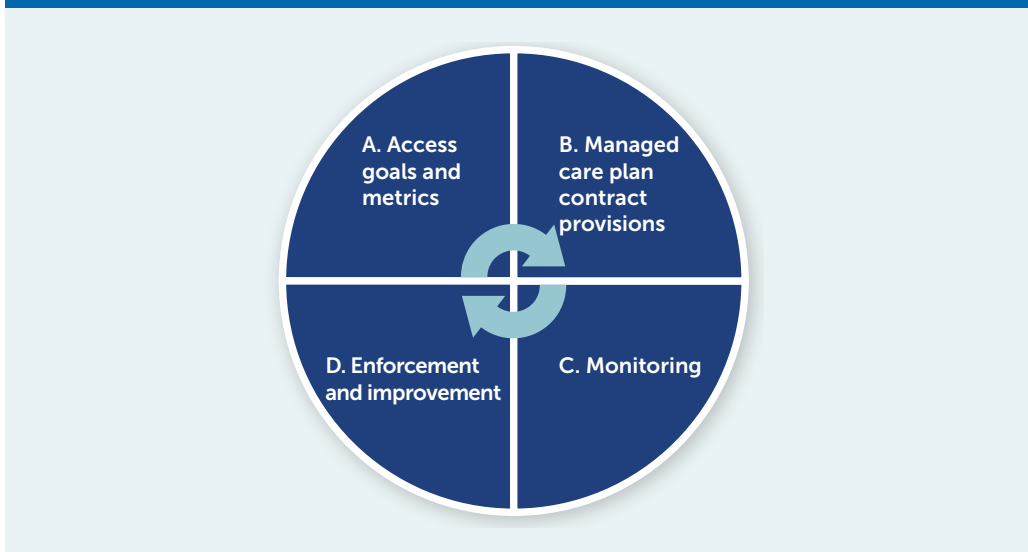 A. Access
goals and
metrics
B. Managed
care plan
contract
provisions
C. Monitoring
D. Enforcement
and improvement